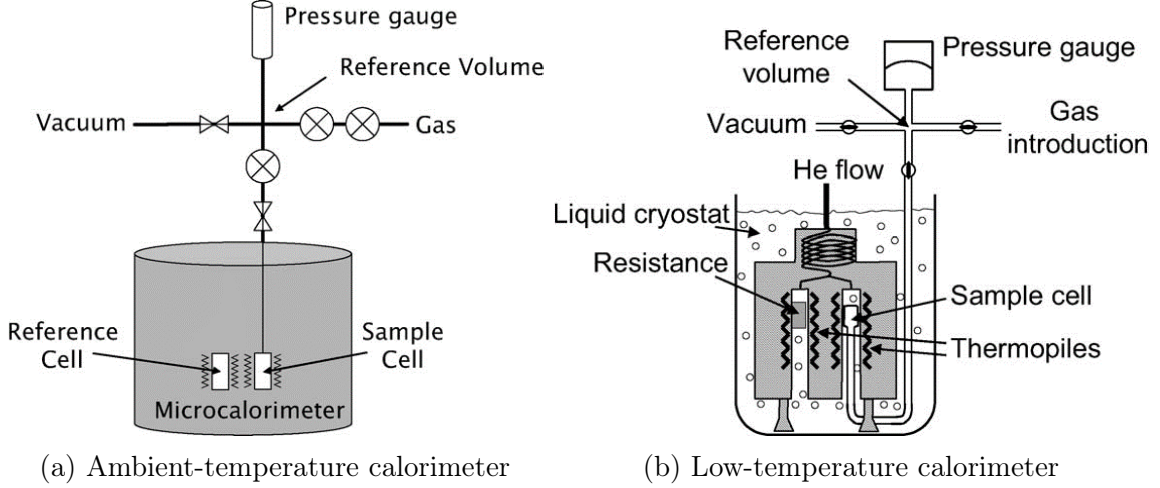 Pressure gauge
Reference Volume
Vacuum
Gas
Reference
Cell
Sample
Cell
Microcalorimeter
(a) Ambient-temperature calorimeter
Reference
volume
Pressure gauge
Vacuum
Gas
introduction
He flow
Liquid cryostat
Resistance
Sample cell
Thermopiles
(b) Low-temperature calorimeter